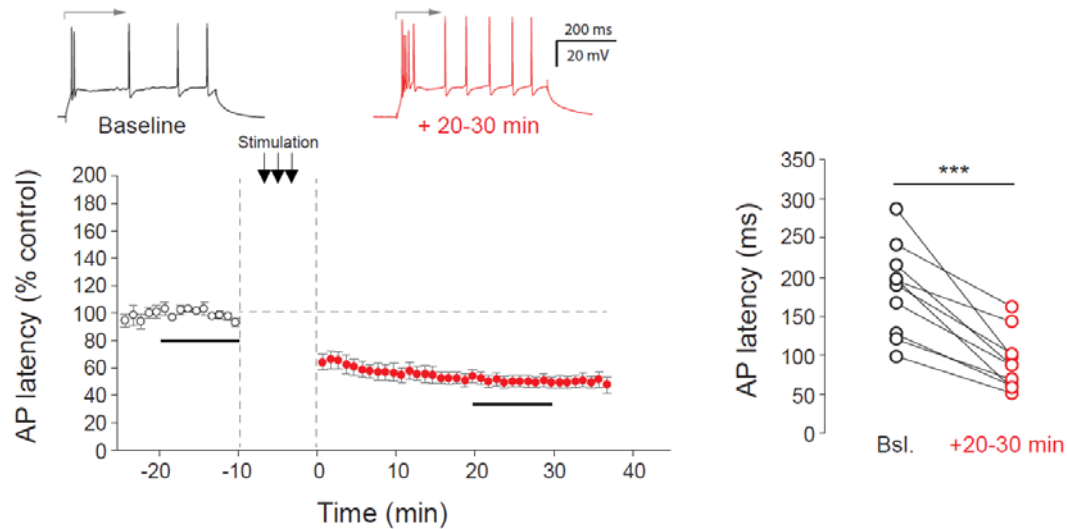 200 ms
20 mV
Baseline
+ 20-30 min
Stimulation
AP latency (% control)
200
180
160
140
120
100
80
60
40
20
0
-20
-10
0
10
20
30
40
Time (min)
***
AP latency (ms)
350
300
250
200
150
100
50
0
Bsl.
+20-30 min